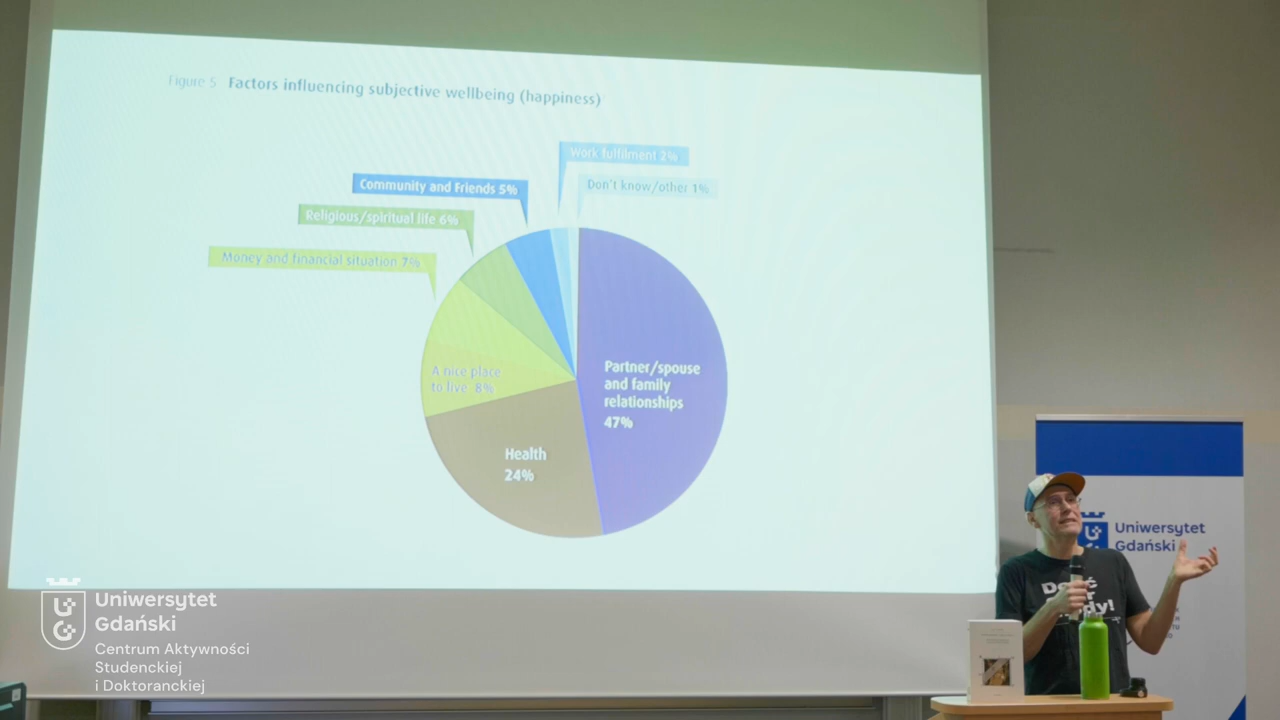 Figure 5 Factors influencing subjective wellbeing (happiness)
Work fulfilment 2%
Don't know/other 1%
Community and Friends 5%
Religious/spiritual life 6%
Money and financial situation 7%
A nice place
to live 8%
Partner/spouse
and family
relationships
47%
Health
24%
Uniwersytet
Gdański
Uniwersytet
Gdański
Centrum Aktywności
Studenckiej
i Doktoranckiej